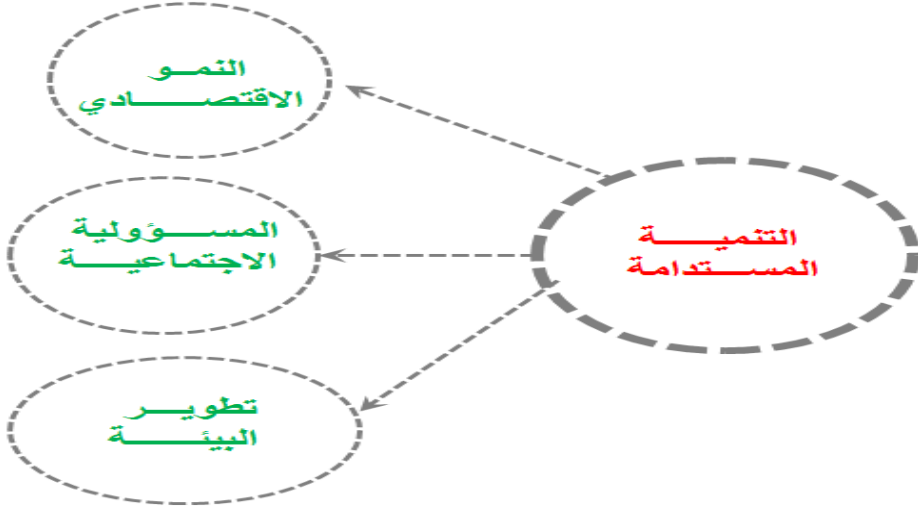 النمو
الاقتصادي
المسؤولية
الاجتماعية
التنمية
المستدامة
تطوير
البيئة